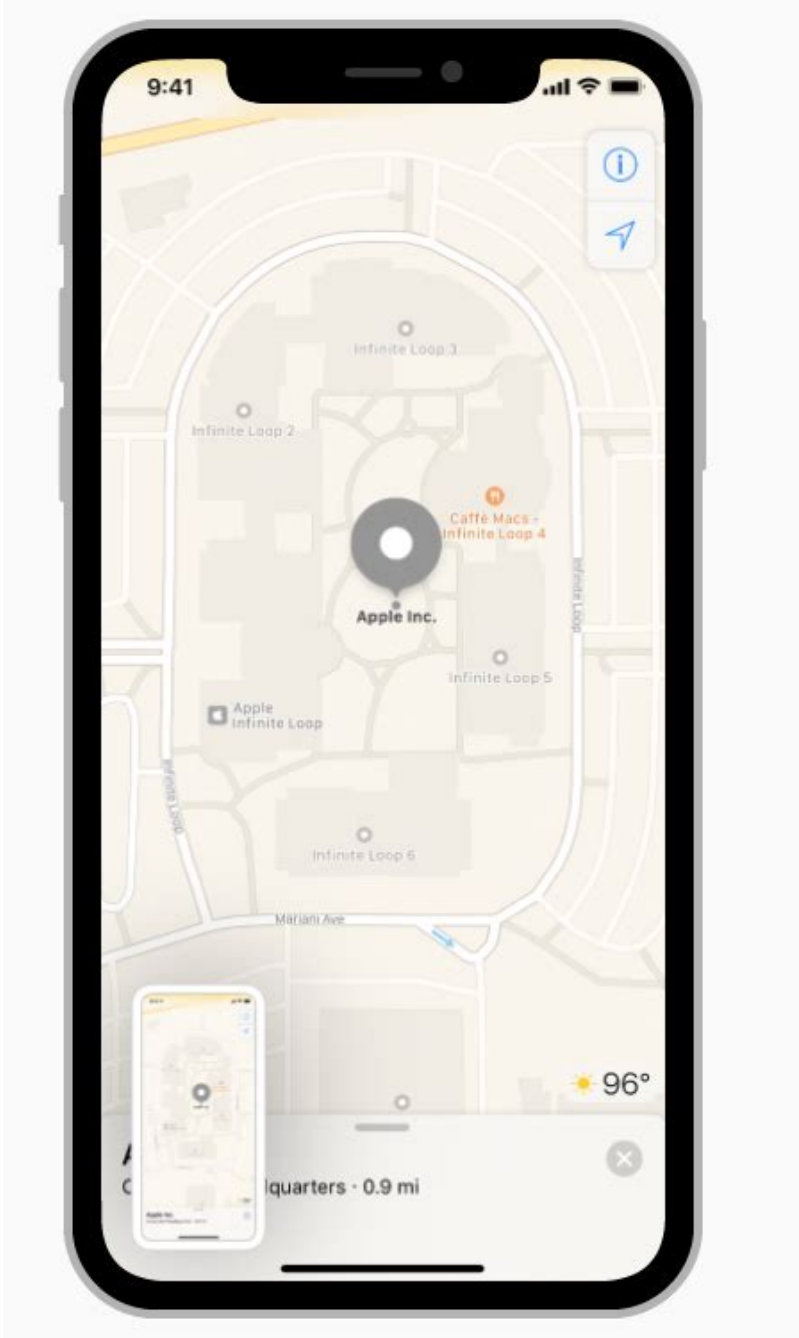 9:41
Infinite Loop 3
Infinite Loop 2
Caffè Macs -
Infinite Loop 4
Infinite Loop
Apple Inc.
Infinite Loop 5
Apple
Infinite Loop
Infinite Loop
Infinite Loop 6
Mariani Ave
96°
0.9 mi